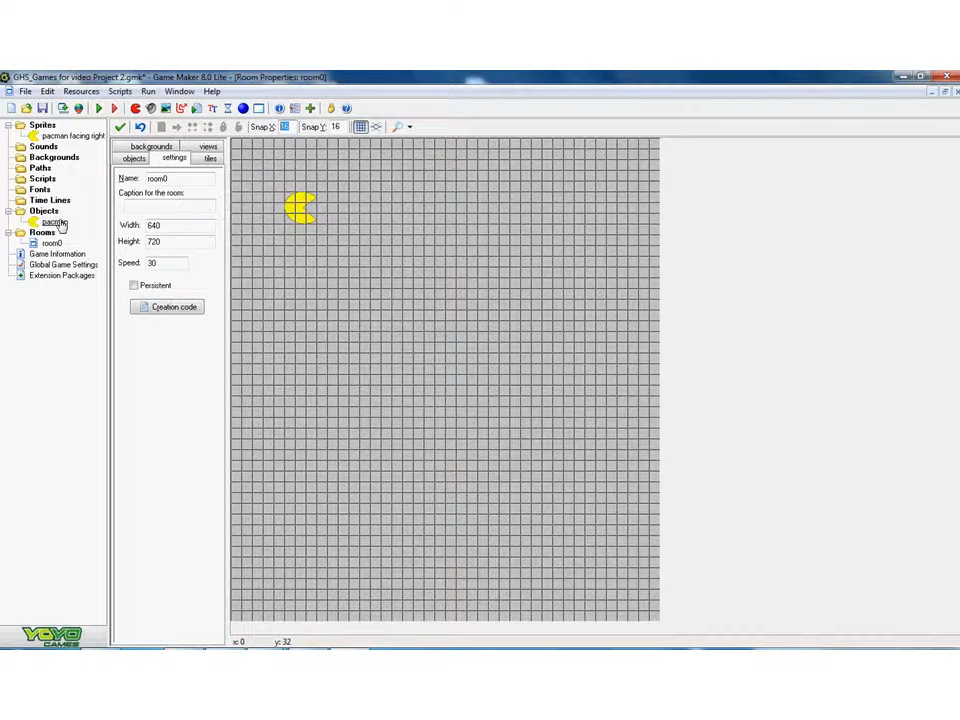 GHS_Games for video Project 2.gmk* - Game Maker 8.0 Lite - [Room Properties: room0]
File Edit Resources Scripts Run Window Help
Snap X: 16 Snap Y: 16
Sprites
pacman facing right
Sounds
Backgrounds
Paths
Scripts
Fonts
Time Lines
Objects
pacman
Rooms
room0
Game Information
Global Game Settings
Extension Packages
backgrounds views
objects settings tiles
Name: room0
Caption for the room:
Width: 640
Height: 720
Speed: 30
Persistent
Creation code
YOYO
GAMES
x: 0 y: 32